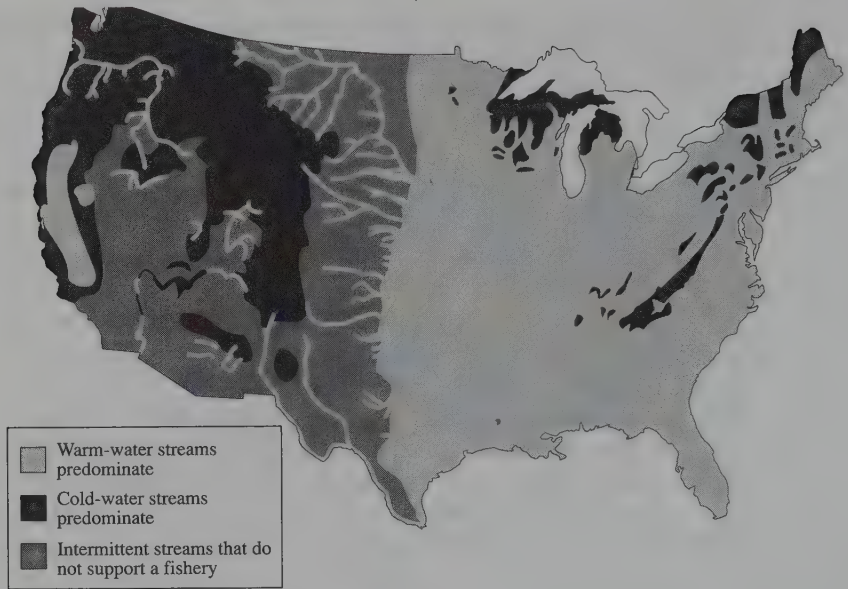 Warm-water streams
predominate
Cold-water streams
predominate
Intermittent streams that do
not support a fishery